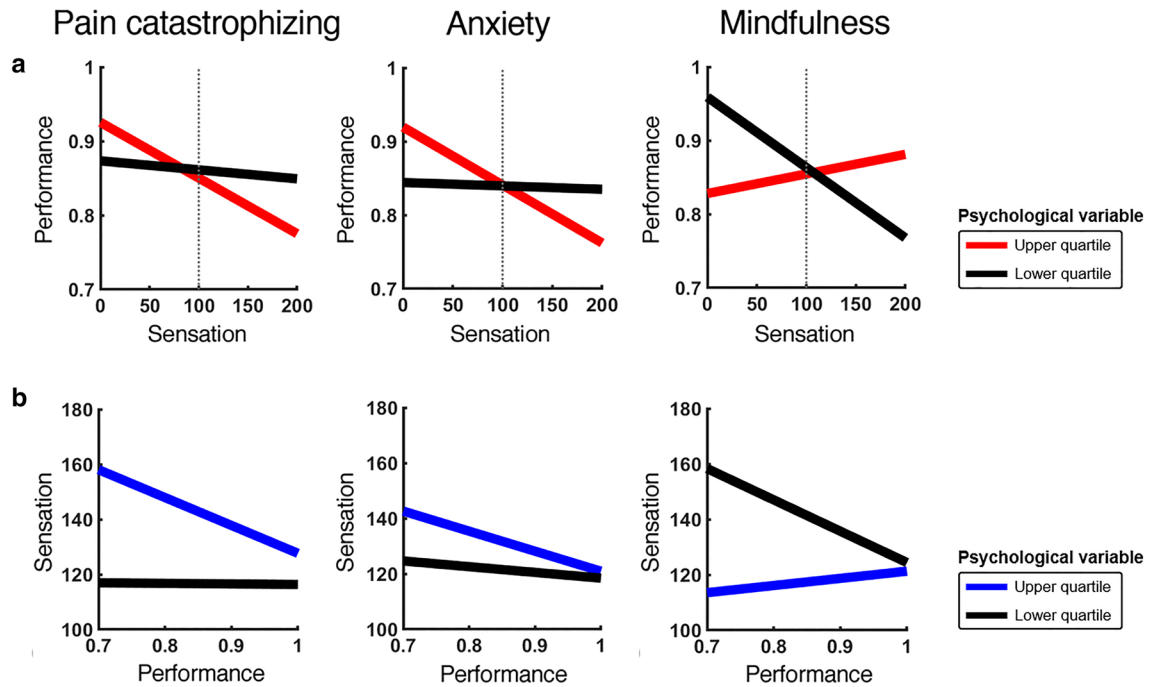 Pain catastrophizing Anxiety Mindfulness
a
1 1 1
0.9 0.9 0.9
0.8 0.8 0.8
0.7 0.7 0.7
Performance Performance Performance
0 50 100 150 200 0 50 100 150 200 0 50 100 150 200
Sensation Sensation Sensation
Psychological variable
Upper quartile
Lower quartile
b
180 180 180
160 160 160
140 140 140
120 120 120
100 100 100
Sensation Sensation Sensation
0.7 0.8 0.9 1 0.7 0.8 0.9 1 0.7 0.8 0.9 1
Performance Performance Performance
Psychological variable
Upper quartile
Lower quartile